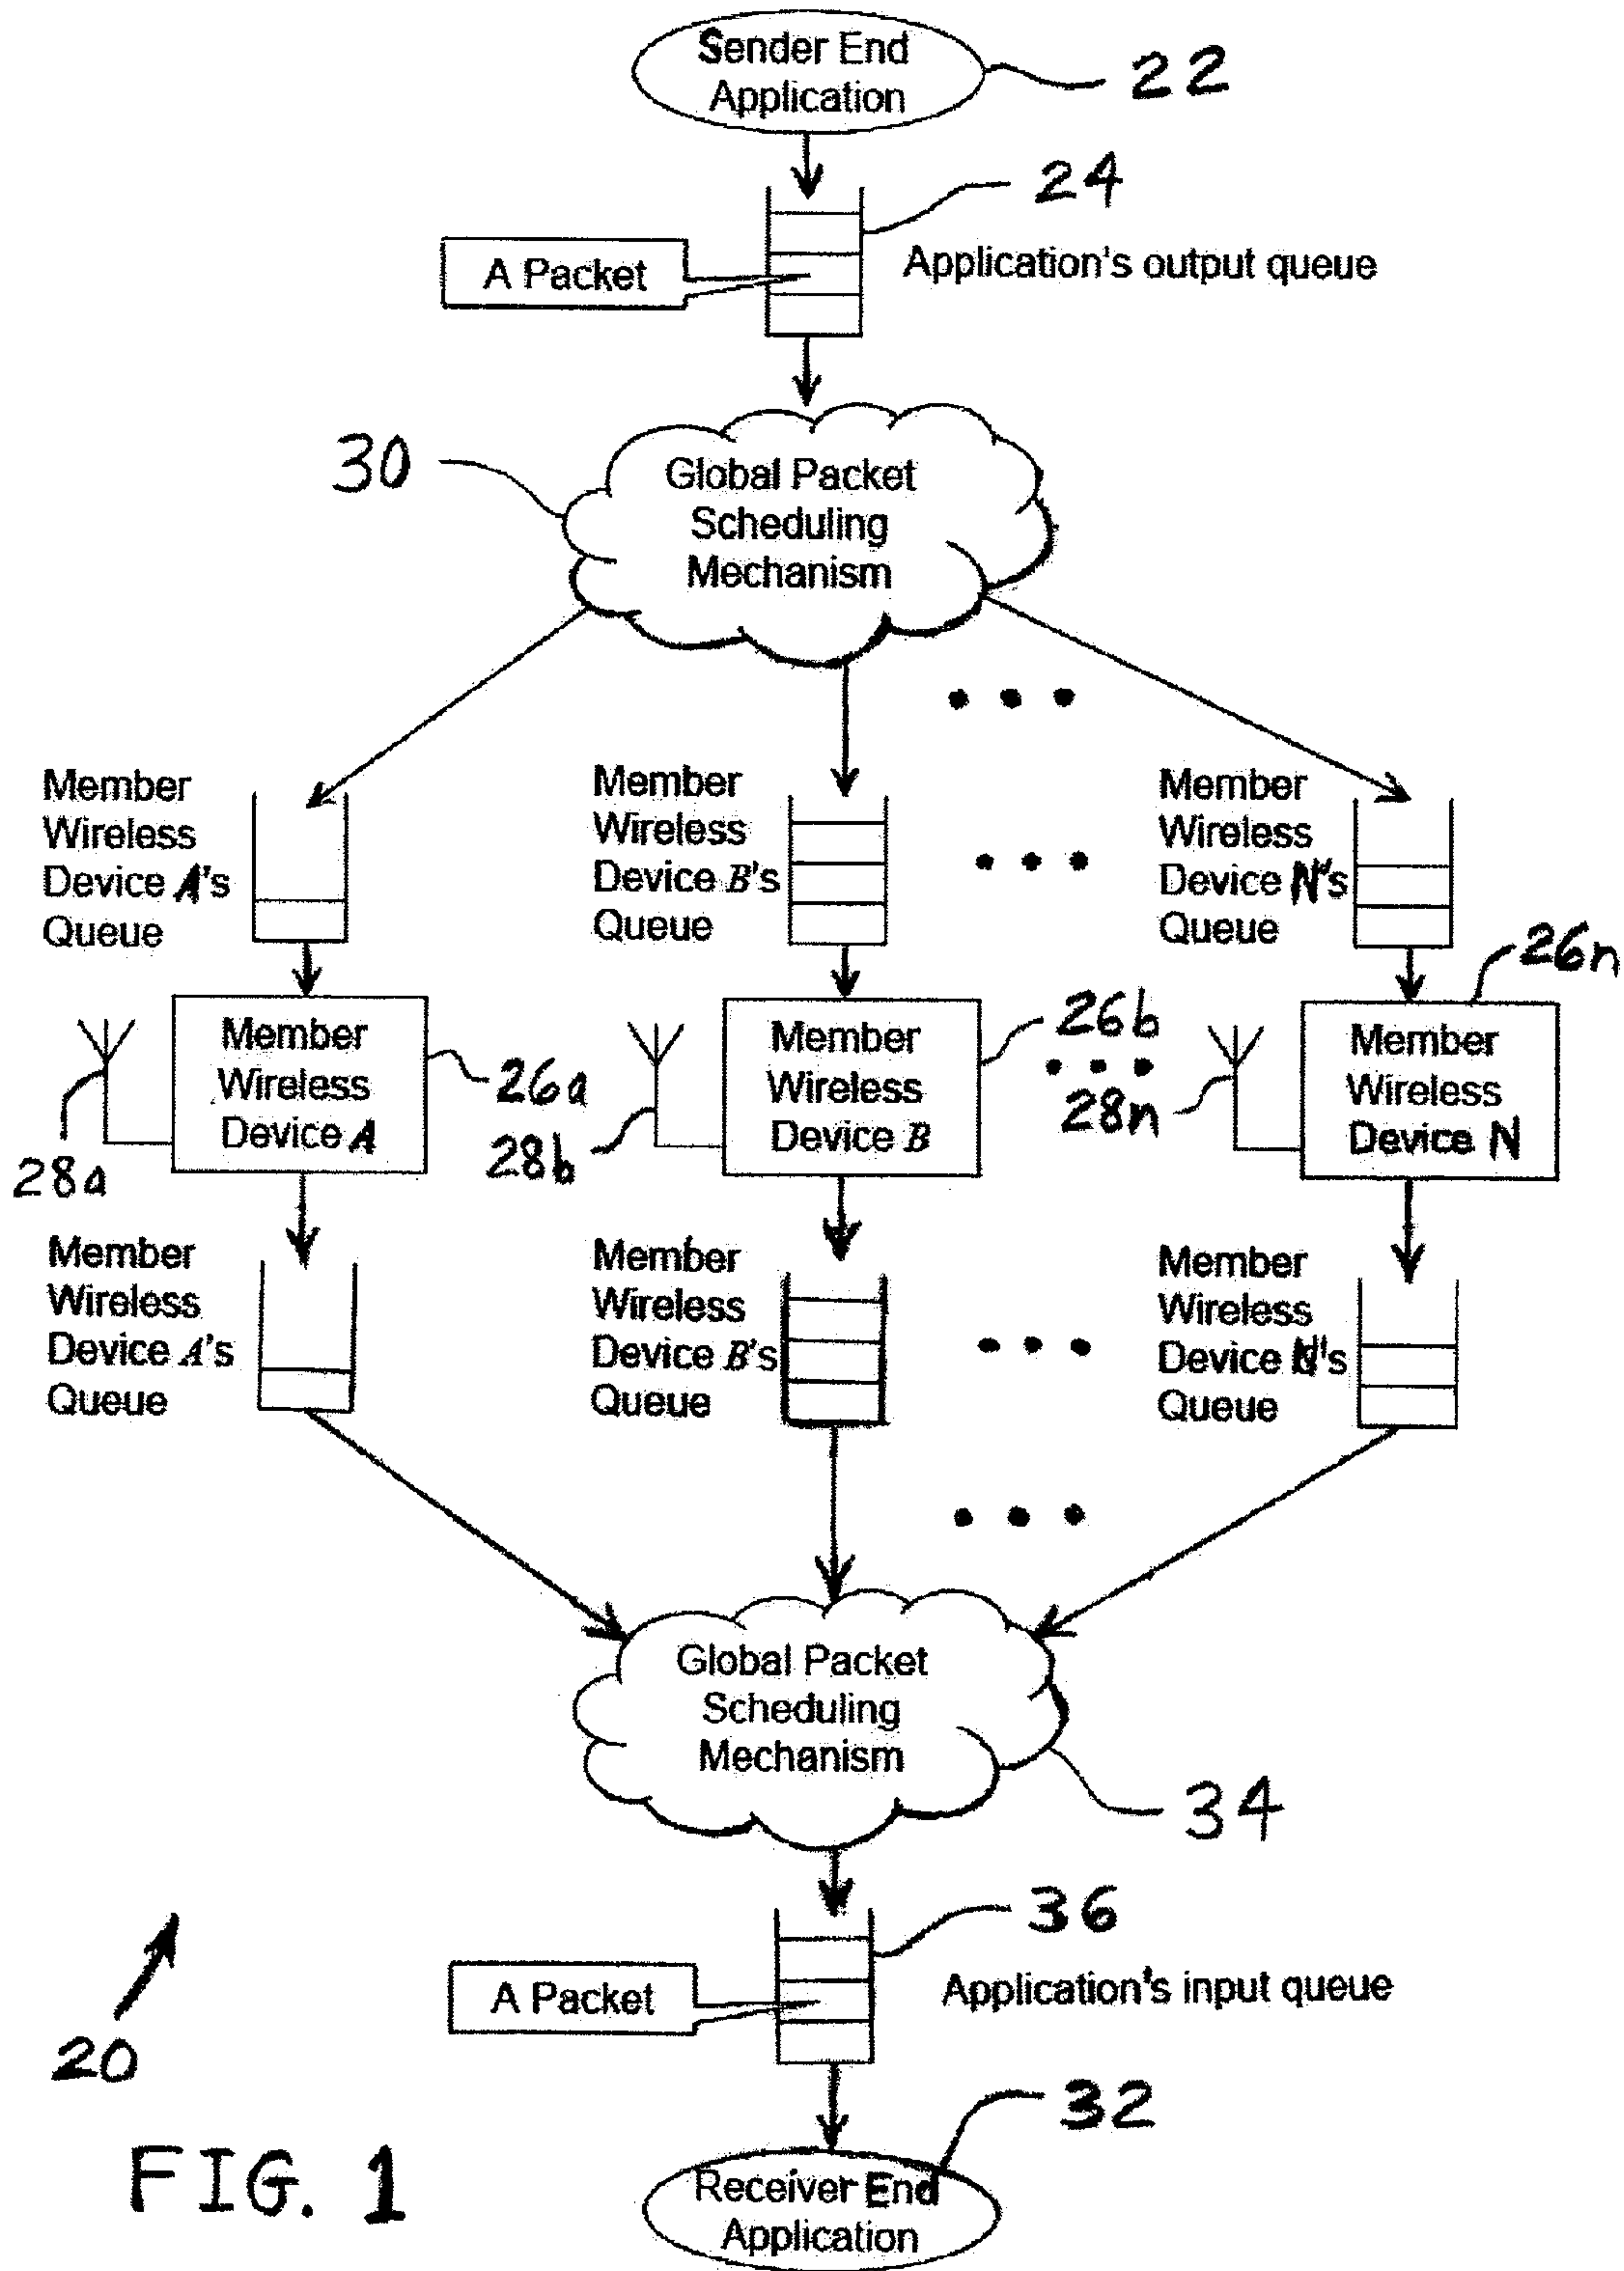 Sender End
Application
22
24
A Packet
Application's output queue
30
Global Packet
Scheduling
Mechanism
Member
Wireless
Device A's
Queue
Member
Wireless
Device B's
Queue
Member
Wireless
Device N's
Queue
26n
Member
Wireless
Device A
26a
28a
Member
Wireless
Device B
26b
28b
Member
Wireless
Device N
28n
Member
Wireless
Device A's
Queue
Member
Wireless
Device B's
Queue
Member
Wireless
Device N's
Queue
Global Packet
Scheduling
Mechanism
34
36
A Packet
Application's input queue
20
32
Receiver End
Application
FIG. 1